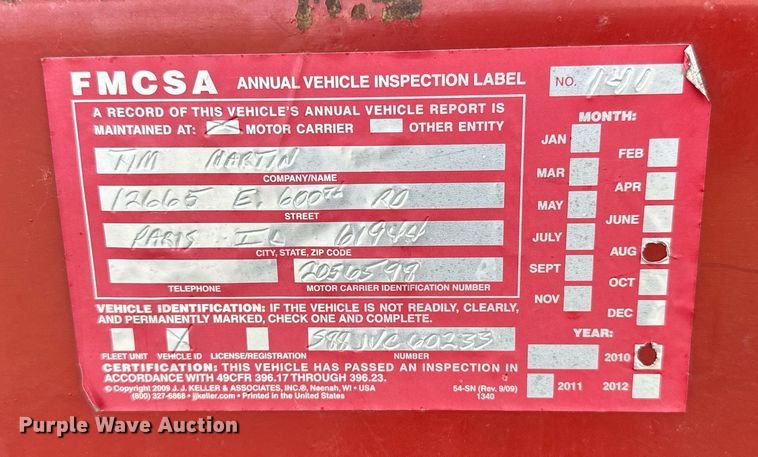 FMCSA ANNUAL VEHICLE INSPECTION LABEL NO. 140
A RECORD OF THIS VEHICLE'S ANNUAL VEHICLE REPORT IS
MAINTAINED AT: MOTOR CARRIER OTHER ENTITY
TIM MARTIN
COMPANY/NAME
12665 E. 600th RD
STREET
PARIS IL 61944
CITY, STATE, ZIP CODE
2056598
TELEPHONE MOTOR CARRIER IDENTIFICATION NUMBER
VEHICLE IDENTIFICATION: IF THE VEHICLE IS NOT READILY, CLEARLY,
AND PERMANENTLY MARKED, CHECK ONE AND COMPLETE.
FLEET UNIT VEHICLE ID LICENSE/REGISTRATION NUMBER
CERTIFICATION: THIS VEHICLE HAS PASSED AN INSPECTION IN
ACCORDANCE WITH 49CFR 396.17 THROUGH 396.23.
© Copyright 2009 J. J. KELLER & ASSOCIATES, INC.®, Neenah, WI • USA
(800) 327-6868 • jjkeller.com • Printed in the United States
54-SN (Rev. 9/09)
1340
MONTH:
JAN FEB
MAR APR
MAY JUNE
JULY AUG
SEPT OCT
NOV DEC
YEAR:
2010
2011 2012
Purple Wave Auction